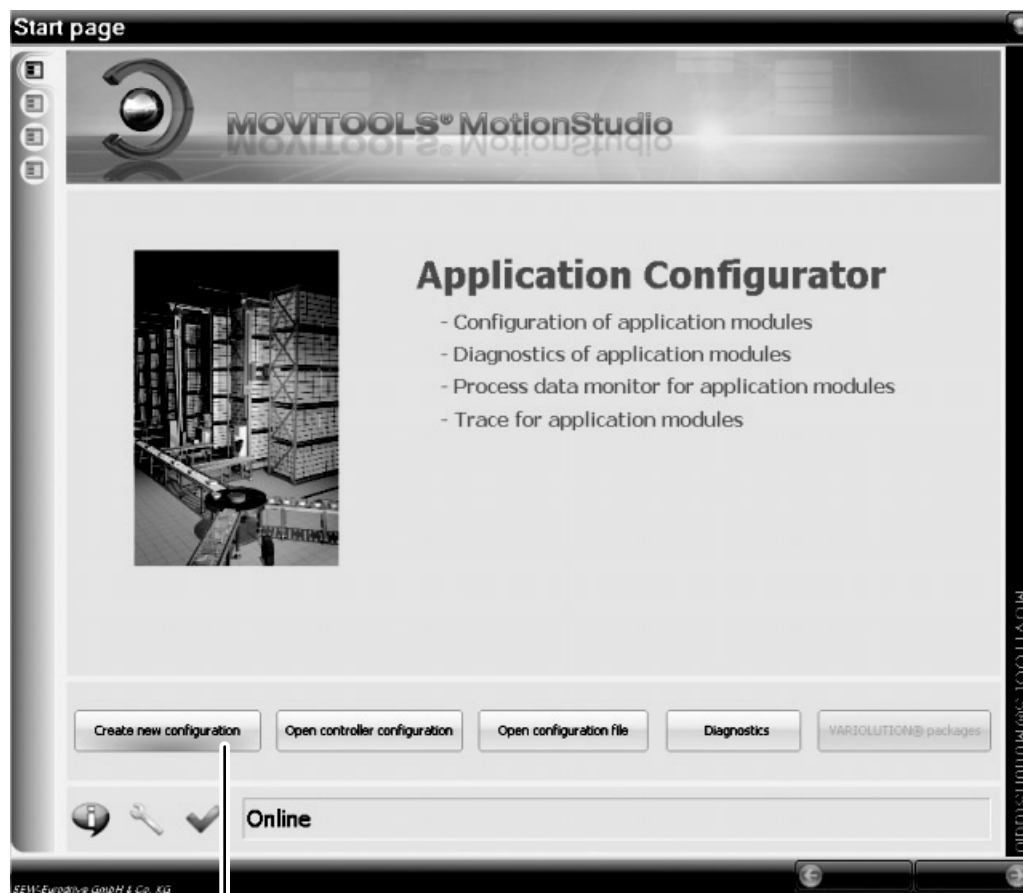 Start page
MOVITOOLS® MotionStudio
Application Configurator
- Configuration of application modules
- Diagnostics of application modules
- Process data monitor for application modules
- Trace for application modules
MOVITOOLS®MotionStudio
Create new configuration
Open controller configuration
Open configuration file
Diagnostics
VARIOLUTION® packages
Online
SEW-Eurodrive GmbH & Co. KG